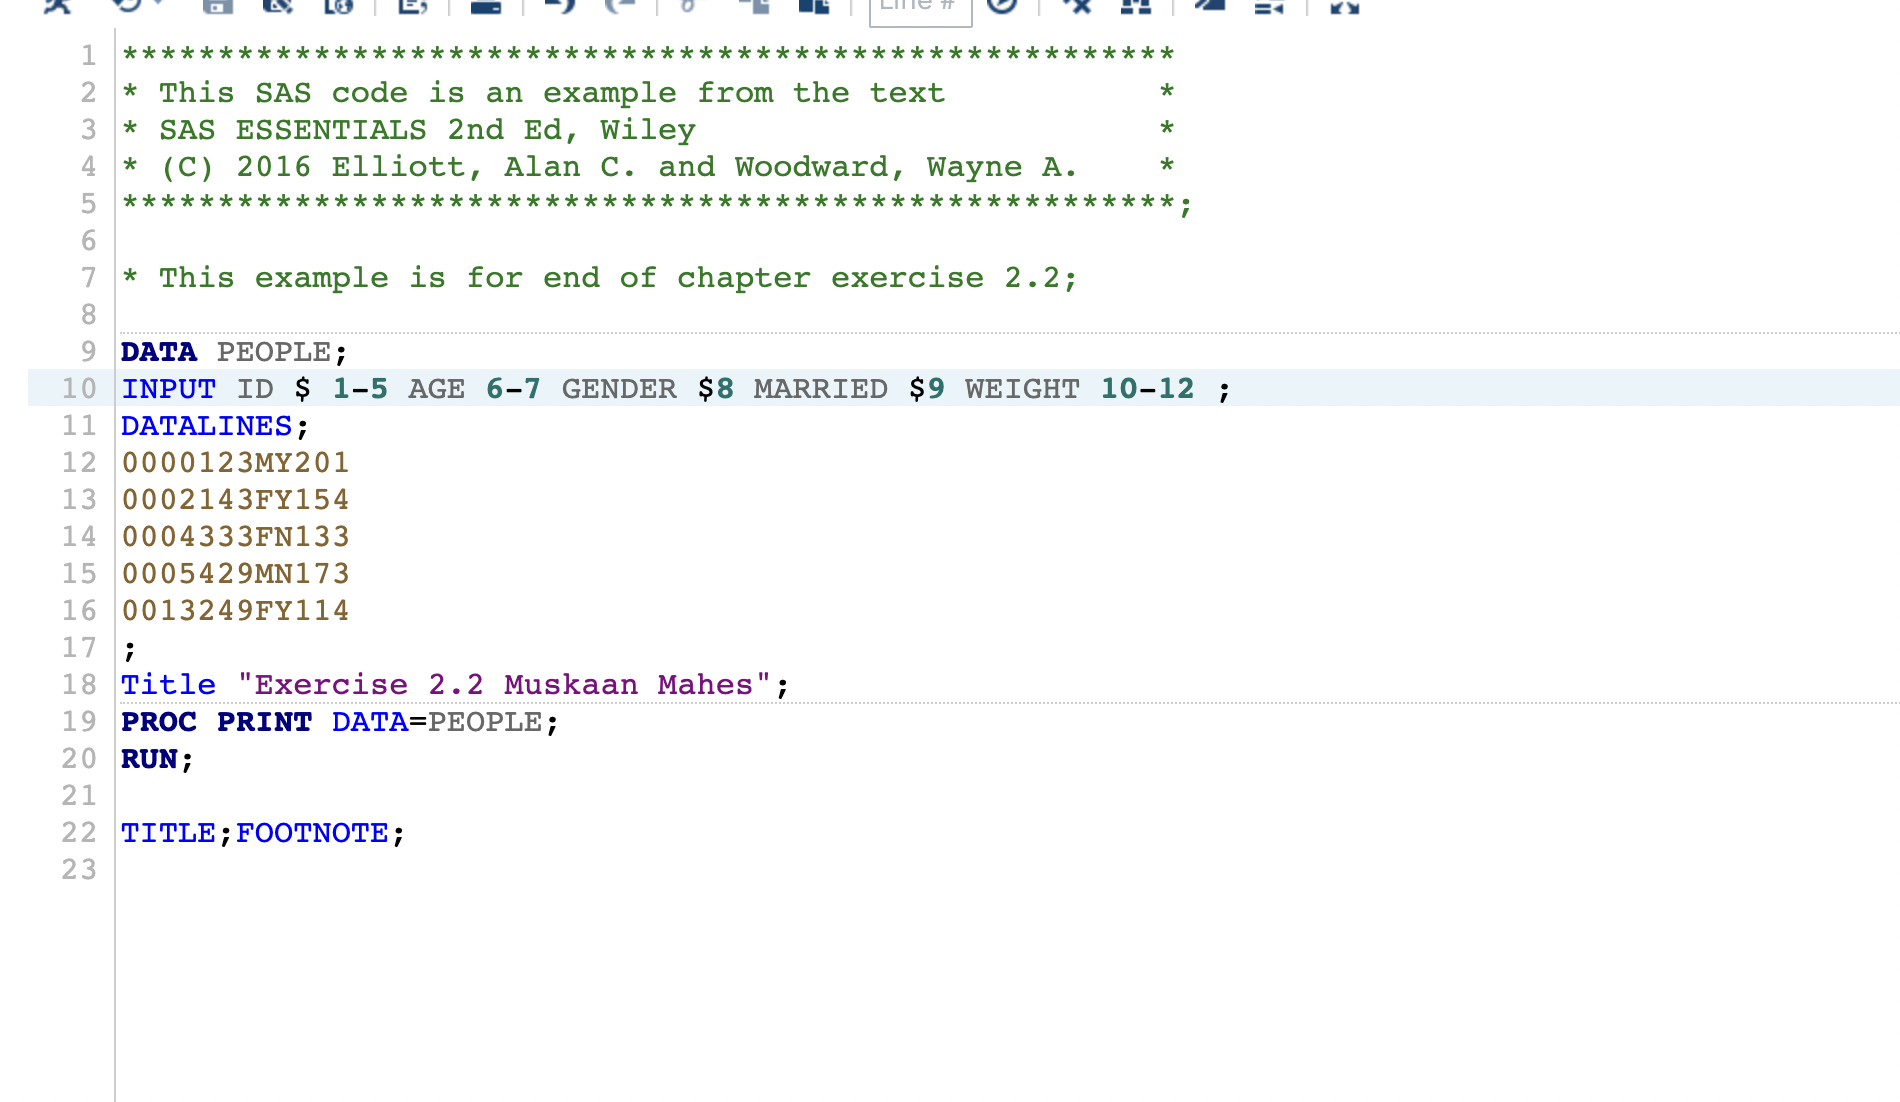 Line #
1 *******************************************************
2 * This SAS code is an example from the text           *
3 * SAS ESSENTIALS 2nd Ed, Wiley                        *
4 * (C) 2016 Elliott, Alan C. and Woodward, Wayne A.    *
5 *******************************************************;
6
7 * This example is for end of chapter exercise 2.2;
8
9 DATA PEOPLE;
10 INPUT ID $ 1-5 AGE 6-7 GENDER $8 MARRIED $9 WEIGHT 10-12 ;
11 DATALINES;
12 0000123MY201
13 0002143FY154
14 0004333FN133
15 0005429MN173
16 0013249FY114
17 ;
18 Title "Exercise 2.2 Muskaan Mahes";
19 PROC PRINT DATA=PEOPLE;
20 RUN;
21
22 TITLE;FOOTNOTE;
23